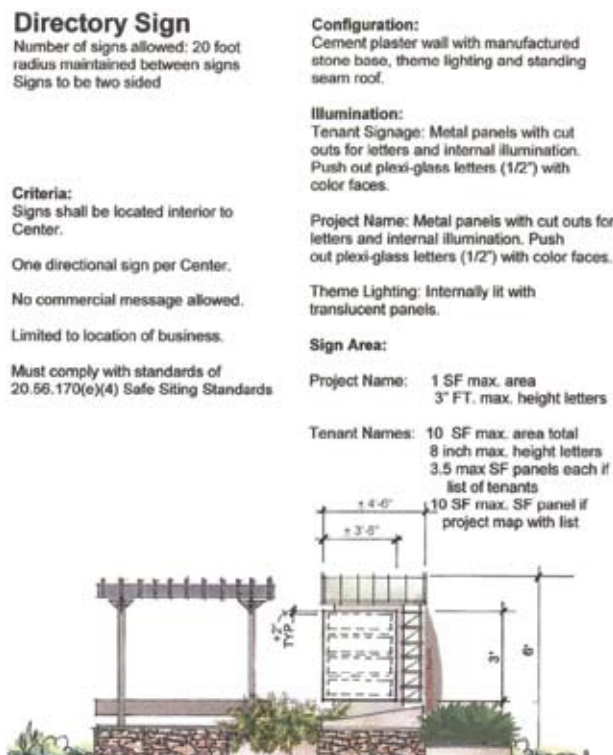 Directory Sign
Number of signs allowed: 20 foot
radius maintained between signs
Signs to be two sided
Criteria:
Signs shall be located interior to
Center.
One directional sign per Center.
No commercial message allowed.
Limited to location of business.
Must comply with standards of
20.56.170(e)(4) Safe Siting Standards
Configuration:
Cement plaster wall with manufactured
stone base, theme lighting and standing
seam roof.
Illumination:
Tenant Signage: Metal panels with cut
outs for letters and internal illumination.
Push out plexi-glass letters (1/2") with
color faces.
Project Name: Metal panels with cut outs for
letters and internal illumination. Push
out plexi-glass letters (1/2") with color faces.
Theme Lighting: Internally lit with
translucent panels.
Sign Area:
Project Name: 1 SF max. area
3" FT. max. height letters
Tenant Names: 10 SF max. area total
8 inch max. height letters
3.5 max SF panels each if
list of tenants
10 SF max. SF panel if
project map with list
± 4'-6"
± 3'-6"
±2"
TYP.
3'
6'